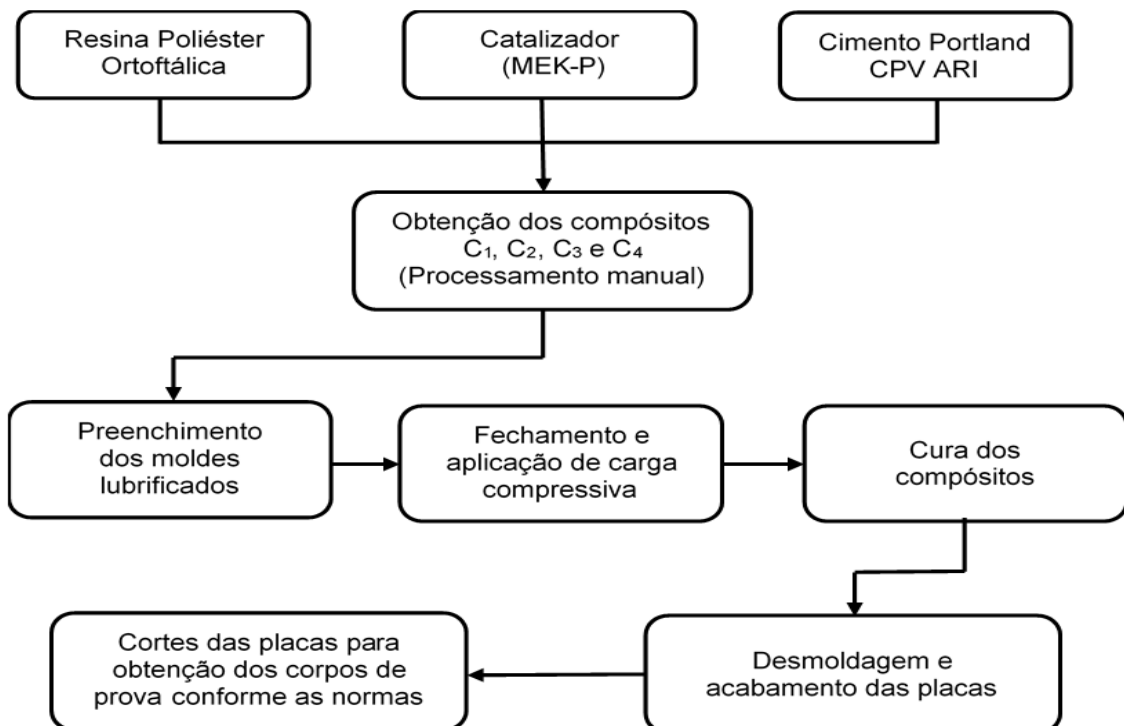 Resina Poliéster
Ortoftálica
Catalizador
(MEK-P)
Cimento Portland
CPV ARI
Obtenção dos compósitos
C₁, C₂, C₃ e C₄
(Processamento manual)
Preenchimento
dos moldes
lubrificados
Fechamento e
aplicação de carga
compressiva
Cura dos
compósitos
Desmoldagem e
acabamento das placas
Cortes das placas para
obtenção dos corpos de
prova conforme as normas